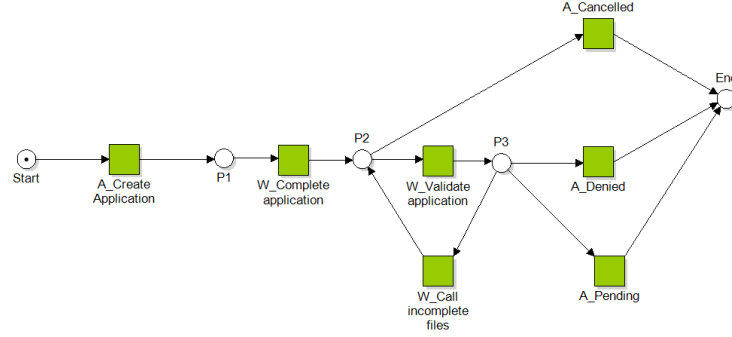 A_Cancelled
End
P2
P3
Start
A_Create
Application
P1
W_Complete
application
W_Validate
application
A_Denied
W_Call
incomplete
files
A_Pending